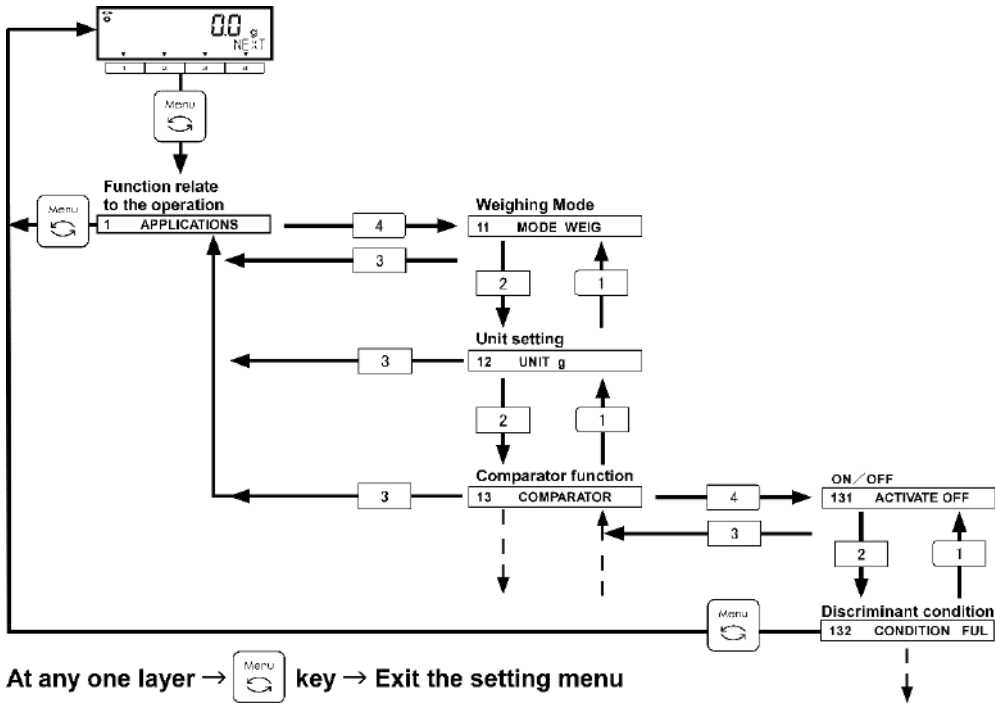 0.0 g
NEXT
1 2 3 4
Menu
Function relate
to the operation
Menu
1 APPLICATIONS
4
Weighing Mode
11 MODE WEIG
3
2
1
Unit setting
3
12 UNIT g
2
1
Comparator function
3
13 COMPARATOR
4
ON/OFF
131 ACTIVATE OFF
3
2
1
Discriminant condition
Menu
132 CONDITION FUL
At any one layer → Menu key → Exit the setting menu